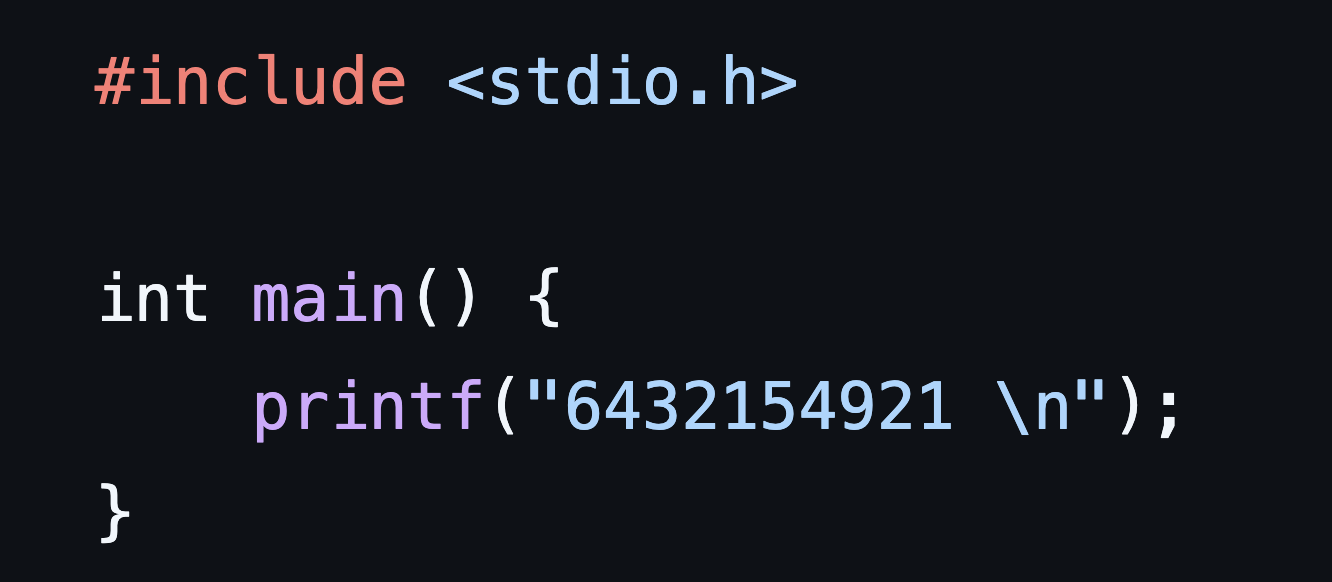 #include <stdio.h>
int main() {
    printf("6432154921 \n");
}